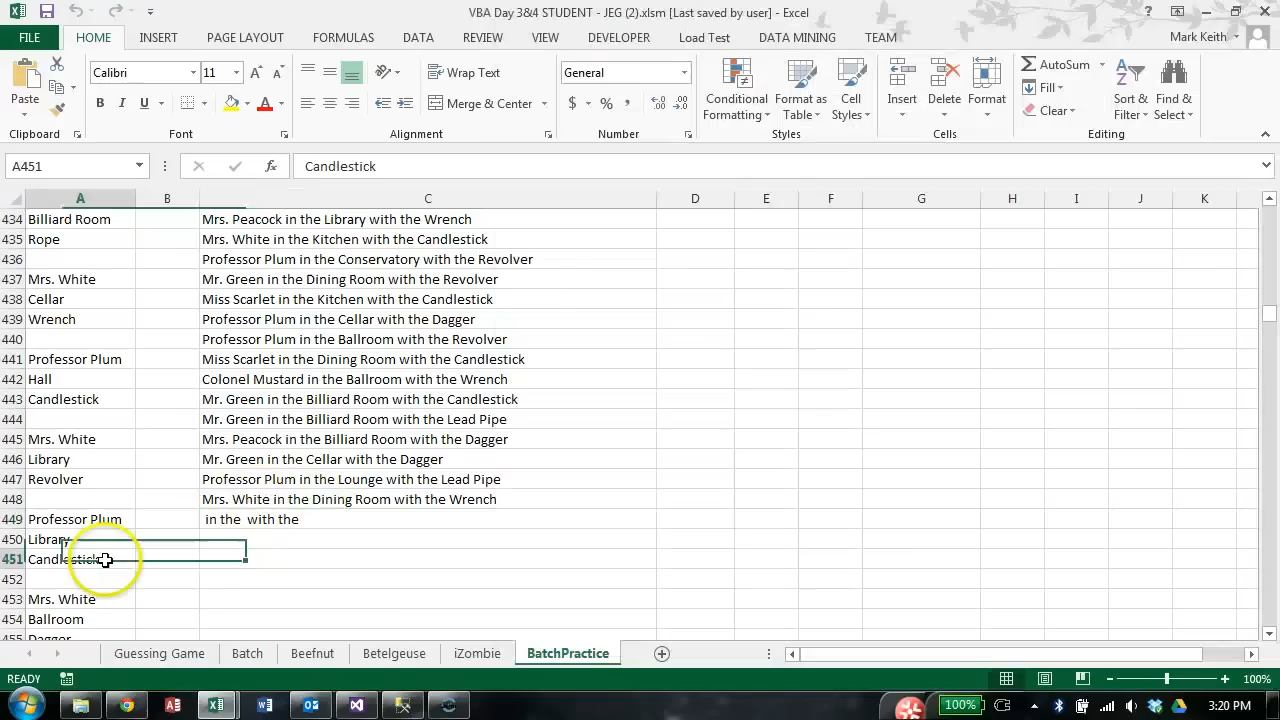 VBA Day 3&4 STUDENT - JEG (2).xlsm [Last saved by user] - Excel
FILE HOME INSERT PAGE LAYOUT FORMULAS DATA REVIEW VIEW DEVELOPER Load Test DATA MINING TEAM Mark Keith
Paste
Calibri 11
B I U
Wrap Text
Merge & Center
General
$ % ,
Conditional Formatting
Format as Table
Cell Styles
Insert Delete Format
AutoSum
Fill
Clear
Sort & Filter
Find & Select
Clipboard Font Alignment Number Styles Cells Editing
A451 fx Candlestick
A B C D E F G H I J K
434 Billiard Room Mrs. Peacock in the Library with the Wrench
435 Rope Mrs. White in the Kitchen with the Candlestick
436 Professor Plum in the Conservatory with the Revolver
437 Mrs. White Mr. Green in the Dining Room with the Revolver
438 Cellar Miss Scarlet in the Kitchen with the Candlestick
439 Wrench Professor Plum in the Cellar with the Dagger
440 Professor Plum in the Ballroom with the Revolver
441 Professor Plum Miss Scarlet in the Dining Room with the Candlestick
442 Hall Colonel Mustard in the Ballroom with the Wrench
443 Candlestick Mr. Green in the Billiard Room with the Candlestick
444 Mr. Green in the Billiard Room with the Lead Pipe
445 Mrs. White Mrs. Peacock in the Billiard Room with the Dagger
446 Library Mr. Green in the Cellar with the Dagger
447 Revolver Professor Plum in the Lounge with the Lead Pipe
448 Mrs. White in the Dining Room with the Wrench
449 Professor Plum in the with the
450 Library
451 Candlestick
452
453 Mrs. White
454 Ballroom
455 Dagger
Guessing Game Batch Beefnut Betelgeuse iZombie BatchPractice
READY 100%
100% 3:20 PM